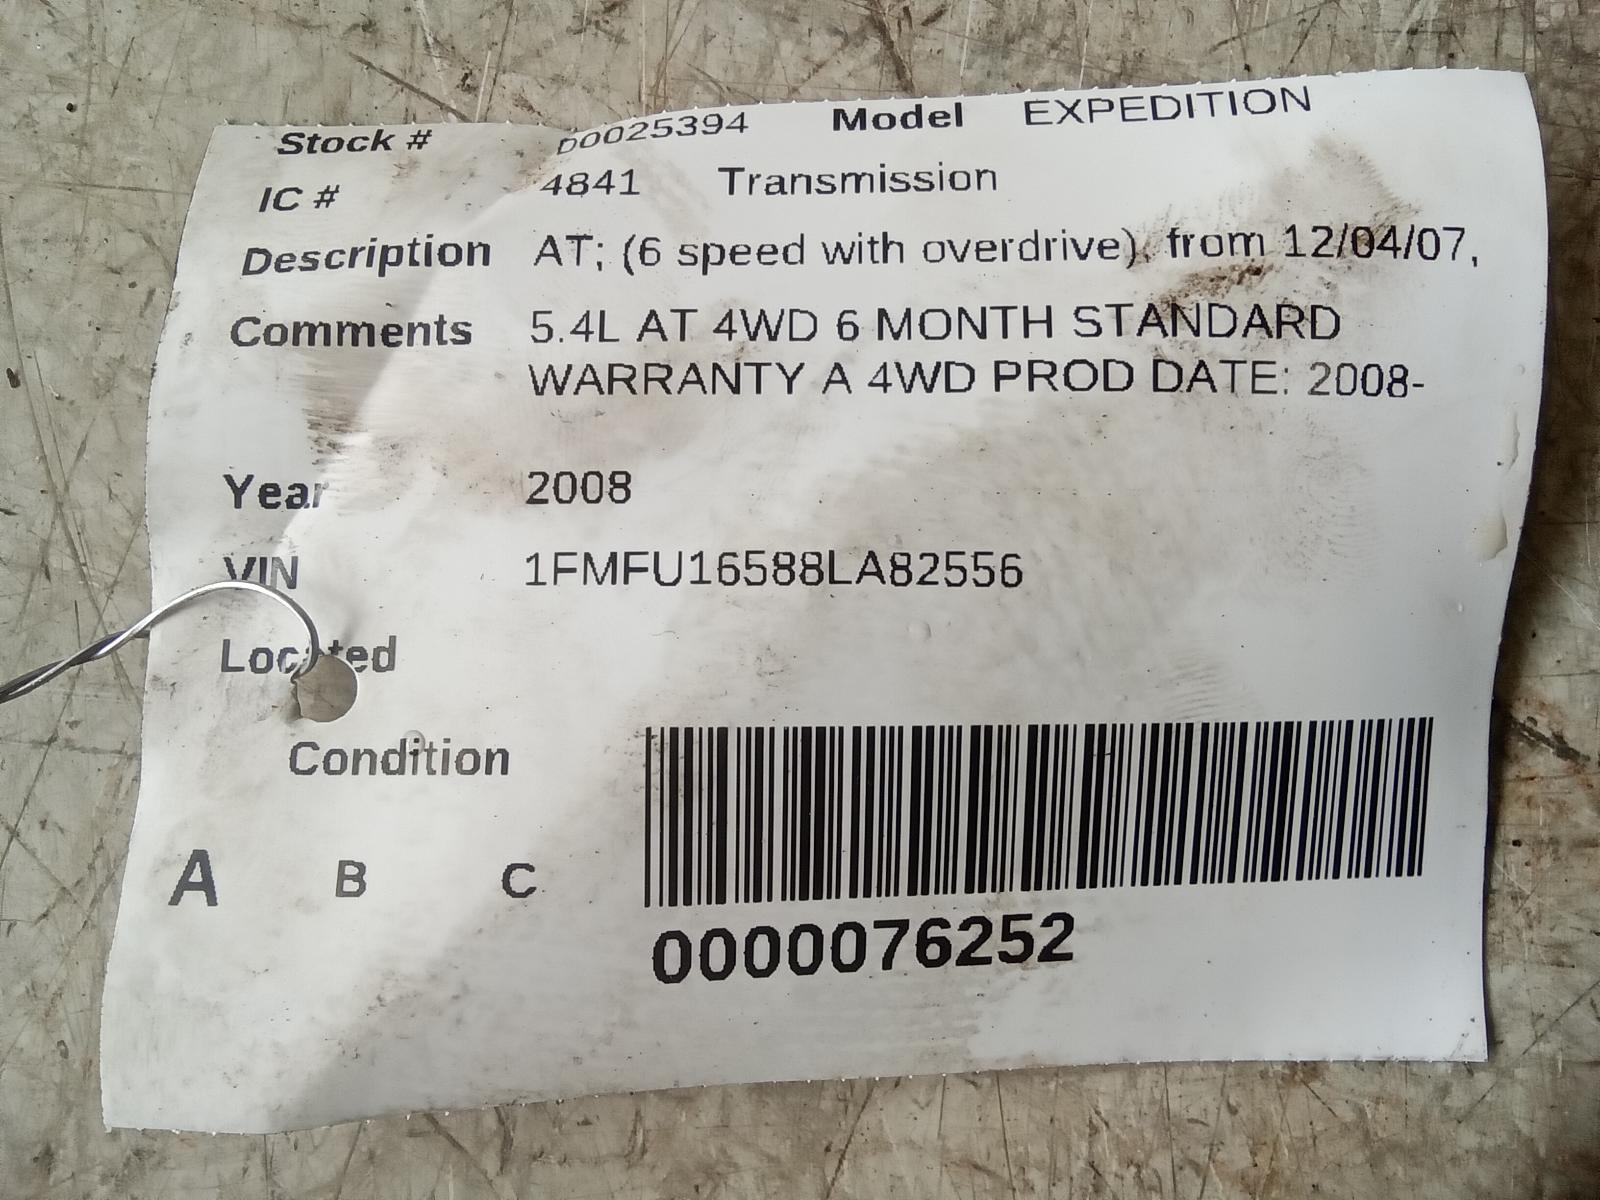 Stock # D0025394 Model EXPEDITION
IC # 4841 Transmission
Description AT; (6 speed with overdrive), from 12/04/07,
Comments 5.4L AT 4WD 6 MONTH STANDARD
WARRANTY A 4WD PROD DATE: 2008-
Year 2008
VIN 1FMFU16588LA82556
Located
Condition
A B C
0000076252